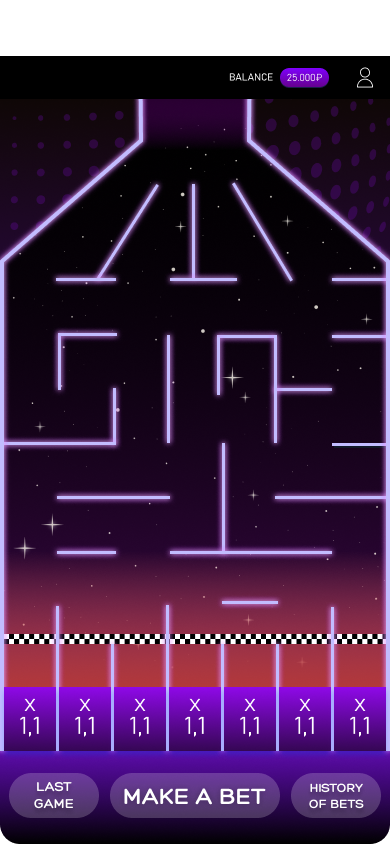 BALANCE 25.000₽
X X X X X X X
1,1 1,1 1,1 1,1 1,1 1,1 1,1
LAST
GAME
MAKE A BET
HISTORY
OF BETS